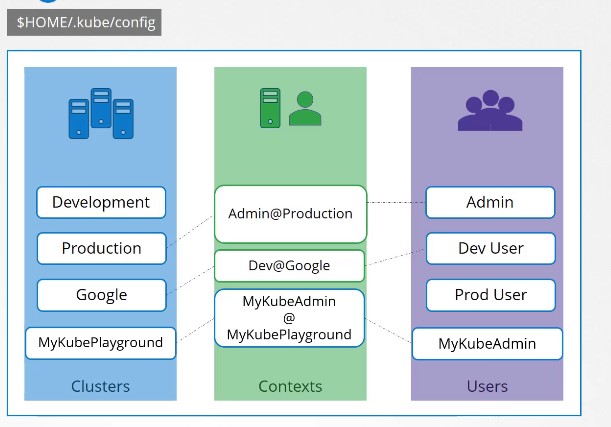 $HOME/.kube/config
Development
Production
Google
MyKubePlayground
Clusters
Admin@Production
Dev@Google
MyKubeAdmin
@
MyKubePlayground
Contexts
Admin
Dev User
Prod User
MyKubeAdmin
Users